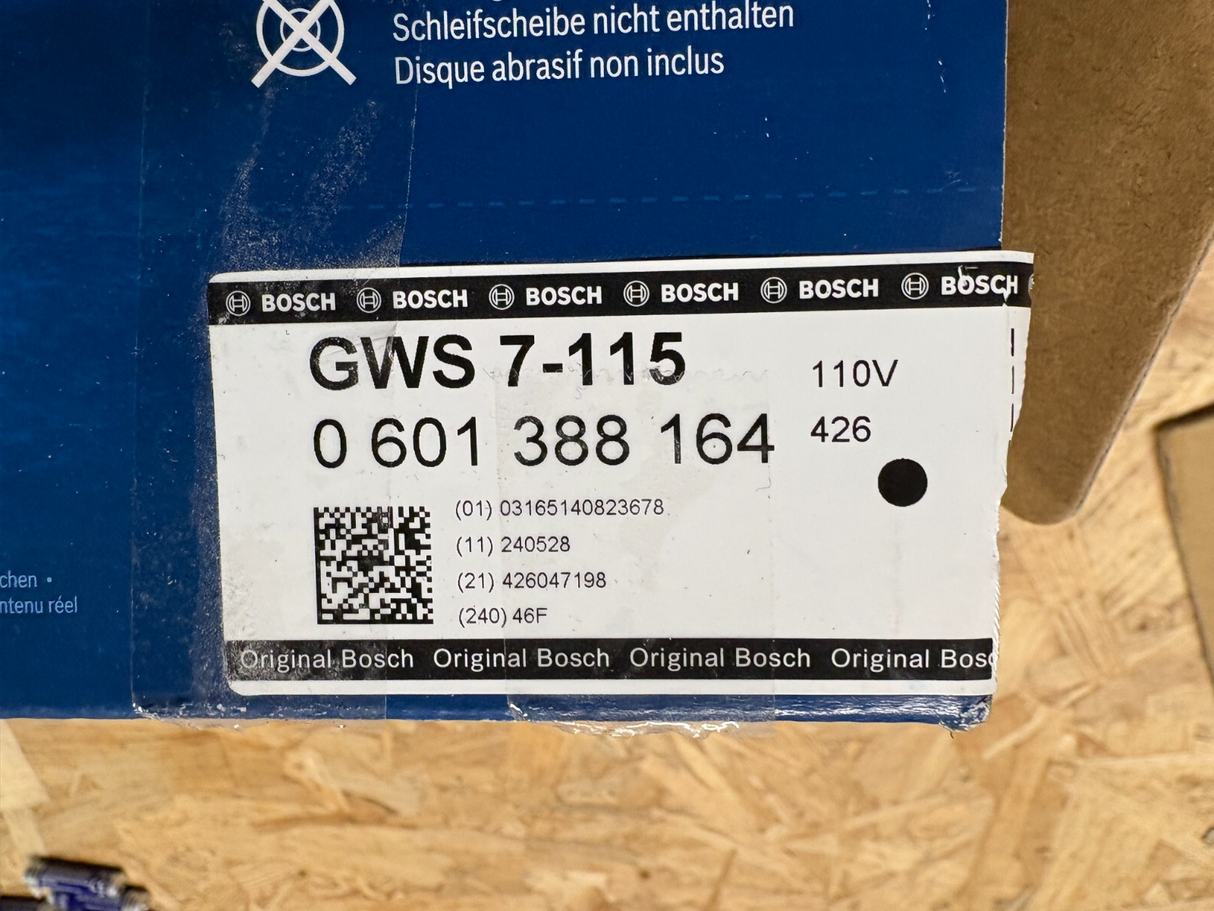 Schleifscheibe nicht enthalten
Disque abrasif non inclus
BOSCH BOSCH BOSCH BOSCH BOSCH BOSCH
GWS 7-115
110V
0 601 388 164
426
(01) 03165140823678
(11) 240528
(21) 426047198
(240) 46F
chen •
ntenu réel
Original Bosch Original Bosch Original Bosch Original Bosc